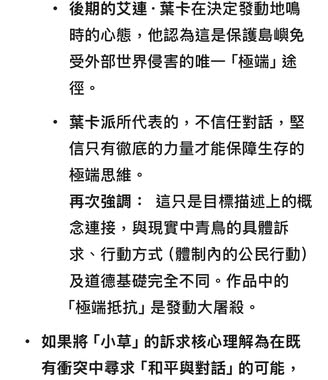 • 後期的艾連·葉卡在決定發動地鳴
時的心態，他認為這是保護島嶼免
受外部世界侵害的唯一「極端」途
徑。
• 葉卡派所代表的，不信任對話，堅
信只有徹底的力量才能保障生存的
極端思維。
再次強調： 這只是目標描述上的概
念連接，與現實中青鳥的具體訴
求、行動方式（體制內的公民行動）
及道德基礎完全不同。作品中的
「極端抵抗」是發動大屠殺。
• 如果將「小草」的訴求核心理解為在既
有衝突中尋求「和平與對話」的可能，